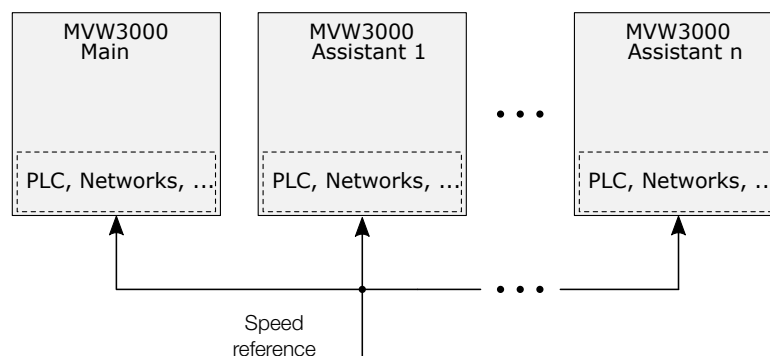 MVW3000
Main
MVW3000
Assistant 1
MVW3000
Assistant n
PLC, Networks, ...
PLC, Networks, ...
PLC, Networks, ..
Speed
reference